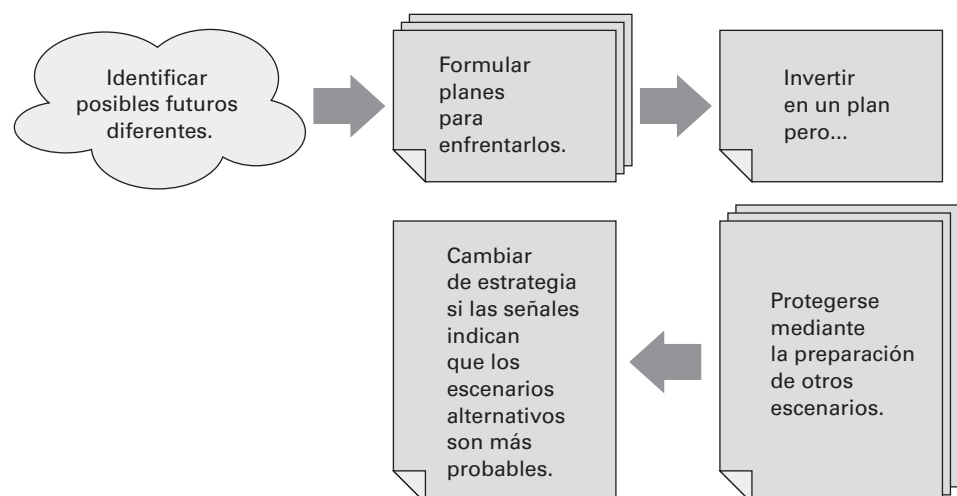 Identificar
posibles futuros
diferentes.
Formular
planes
para
enfrentarlos.
Invertir
en un plan
pero...
Protegerse
mediante
la preparación
de otros
escenarios.
Cambiar
de estrategia
si las señales
indican
que los
escenarios
alternativos
son más
probables.